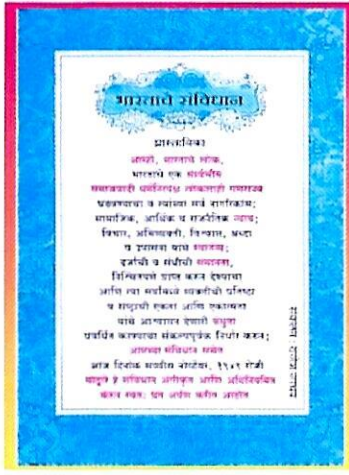 भारताचे संविधान
प्रास्ताविका
आम्ही, भारताचे लोक,
भारताचे एक सार्वभौम
समाजवादी धर्मनिरपेक्ष लोकशाही गणराज्य
घडवण्याचा व त्याच्या सर्व नागरिकांस;
सामाजिक, आर्थिक व राजनैतिक न्याय;
विचार, अभिव्यक्ती, विश्वास, श्रद्धा
व उपासना यांचे स्वातंत्र्य;
दर्जाची व संधीची समानता,
निश्चितपणे प्राप्त करून देण्याचा
आणि त्या सर्वांमध्ये व्यक्तीची प्रतिष्ठा
व राष्ट्राची एकता आणि एकात्मता
यांचे आश्वासन देणारी बंधुता
प्रवर्धित करण्याचा संकल्पपूर्वक निर्धार करून;
आमच्या संविधान सभेत
आज दिनांक सव्वीस नोव्हेंबर, १९४९ रोजी
याद्वारे हे संविधान अंगीकृत आणि अधिनियमित
करून स्वतः प्रत अर्पण करीत आहोत